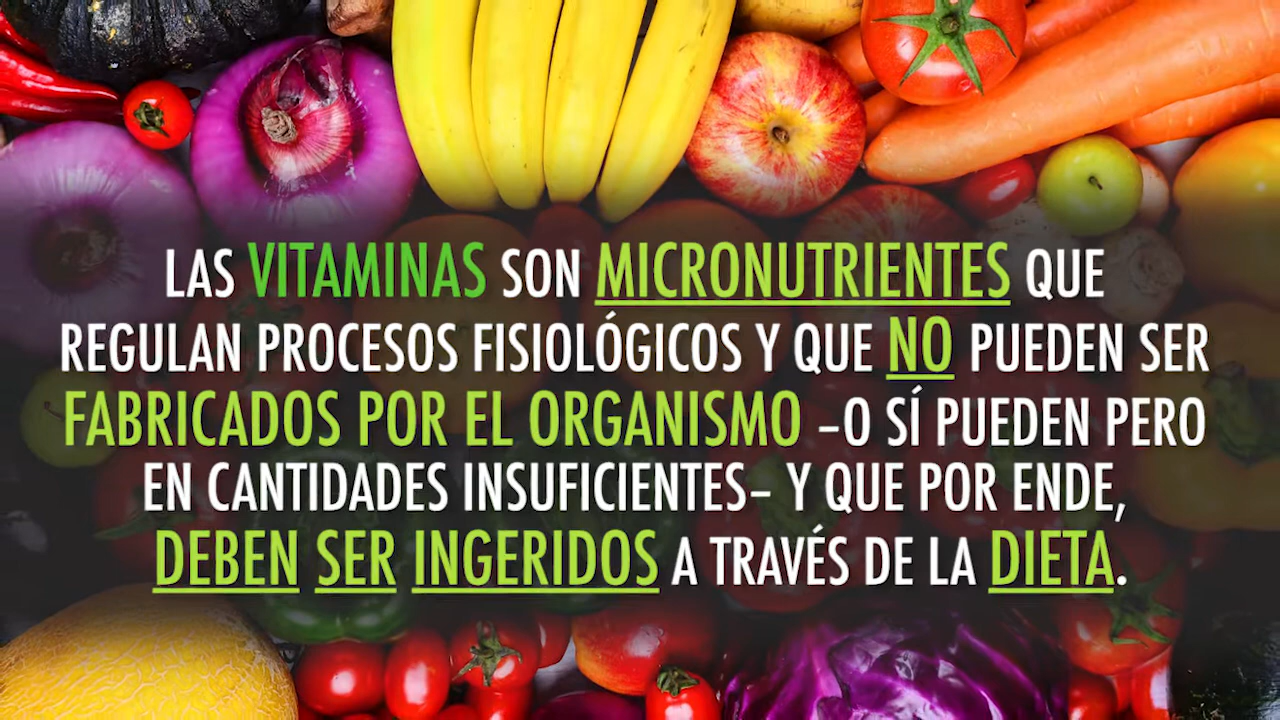 LAS VITAMINAS SON MICRONUTRIENTES QUE
REGULAN PROCESOS FISIOLÓGICOS Y QUE NO PUEDEN SER
FABRICADOS POR EL ORGANISMO –O SÍ PUEDEN PERO
EN CANTIDADES INSUFICIENTES– Y QUE POR ENDE,
DEBEN SER INGERIDOS A TRAVÉS DE LA DIETA.